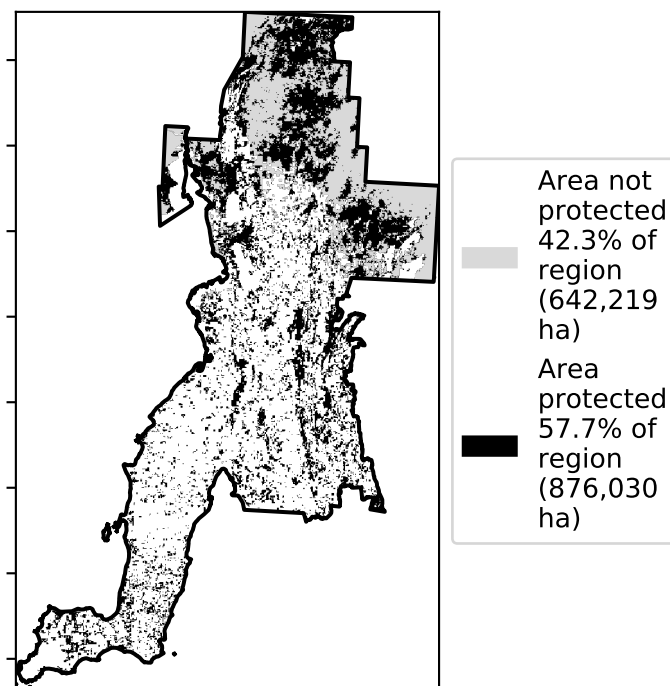 Area not
protected
42.3% of
region
(642,219
ha)
Area
protected
57.7% of
region
(876,030
ha)